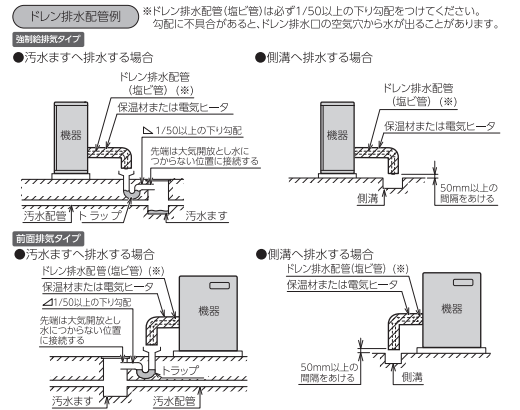 ドレン排水配管例
※ドレン排水配管(塩ビ管)は必ず1/50以上の下り勾配をつけてください。
勾配に不具合があると、ドレン排水口の空気穴から水が出ることがあります。
強制給排気タイプ
●汚水ますへ排水する場合
ドレン排水配管
(塩ビ管)(※)
保温材または電気ヒータ
1/50以上の下り勾配
先端は大気開放とし水に
つからない位置に接続する
機器
汚水配管
トラップ
汚水ます
●側溝へ排水する場合
ドレン排水配管
(塩ビ管)(※)
保温材または電気ヒータ
機器
側溝
50mm以上の
間隔をあける
前面排気タイプ
●汚水ますへ排水する場合
ドレン排水配管(塩ビ管)(※)
保温材または電気ヒータ
1/50以上の下り勾配
先端は大気開放とし
水につからない位置
に接続する
機器
トラップ
汚水ます
汚水配管
●側溝へ排水する場合
ドレン排水配管(塩ビ管)(※)
保温材または電気ヒータ
機器
50mm以上の
間隔をあける
側溝